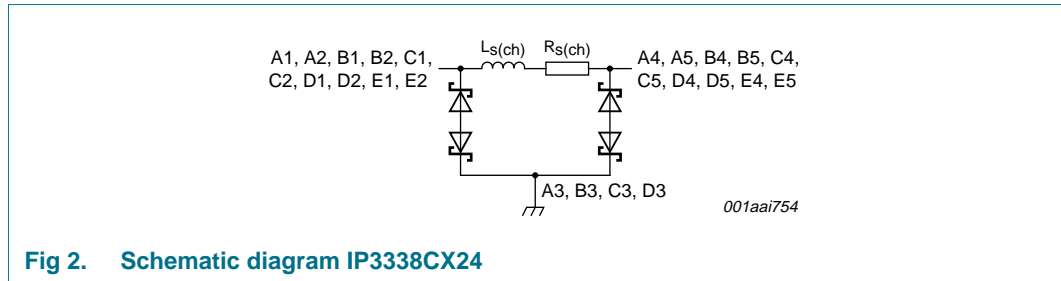 A1, A2, B1, B2, C1,
C2, D1, D2, E1, E2
Ls(ch)
Rs(ch)
A4, A5, B4, B5, C4,
C5, D4, D5, E4, E5
A3, B3, C3, D3
001aai754
Fig 2. Schematic diagram IP3338CX24